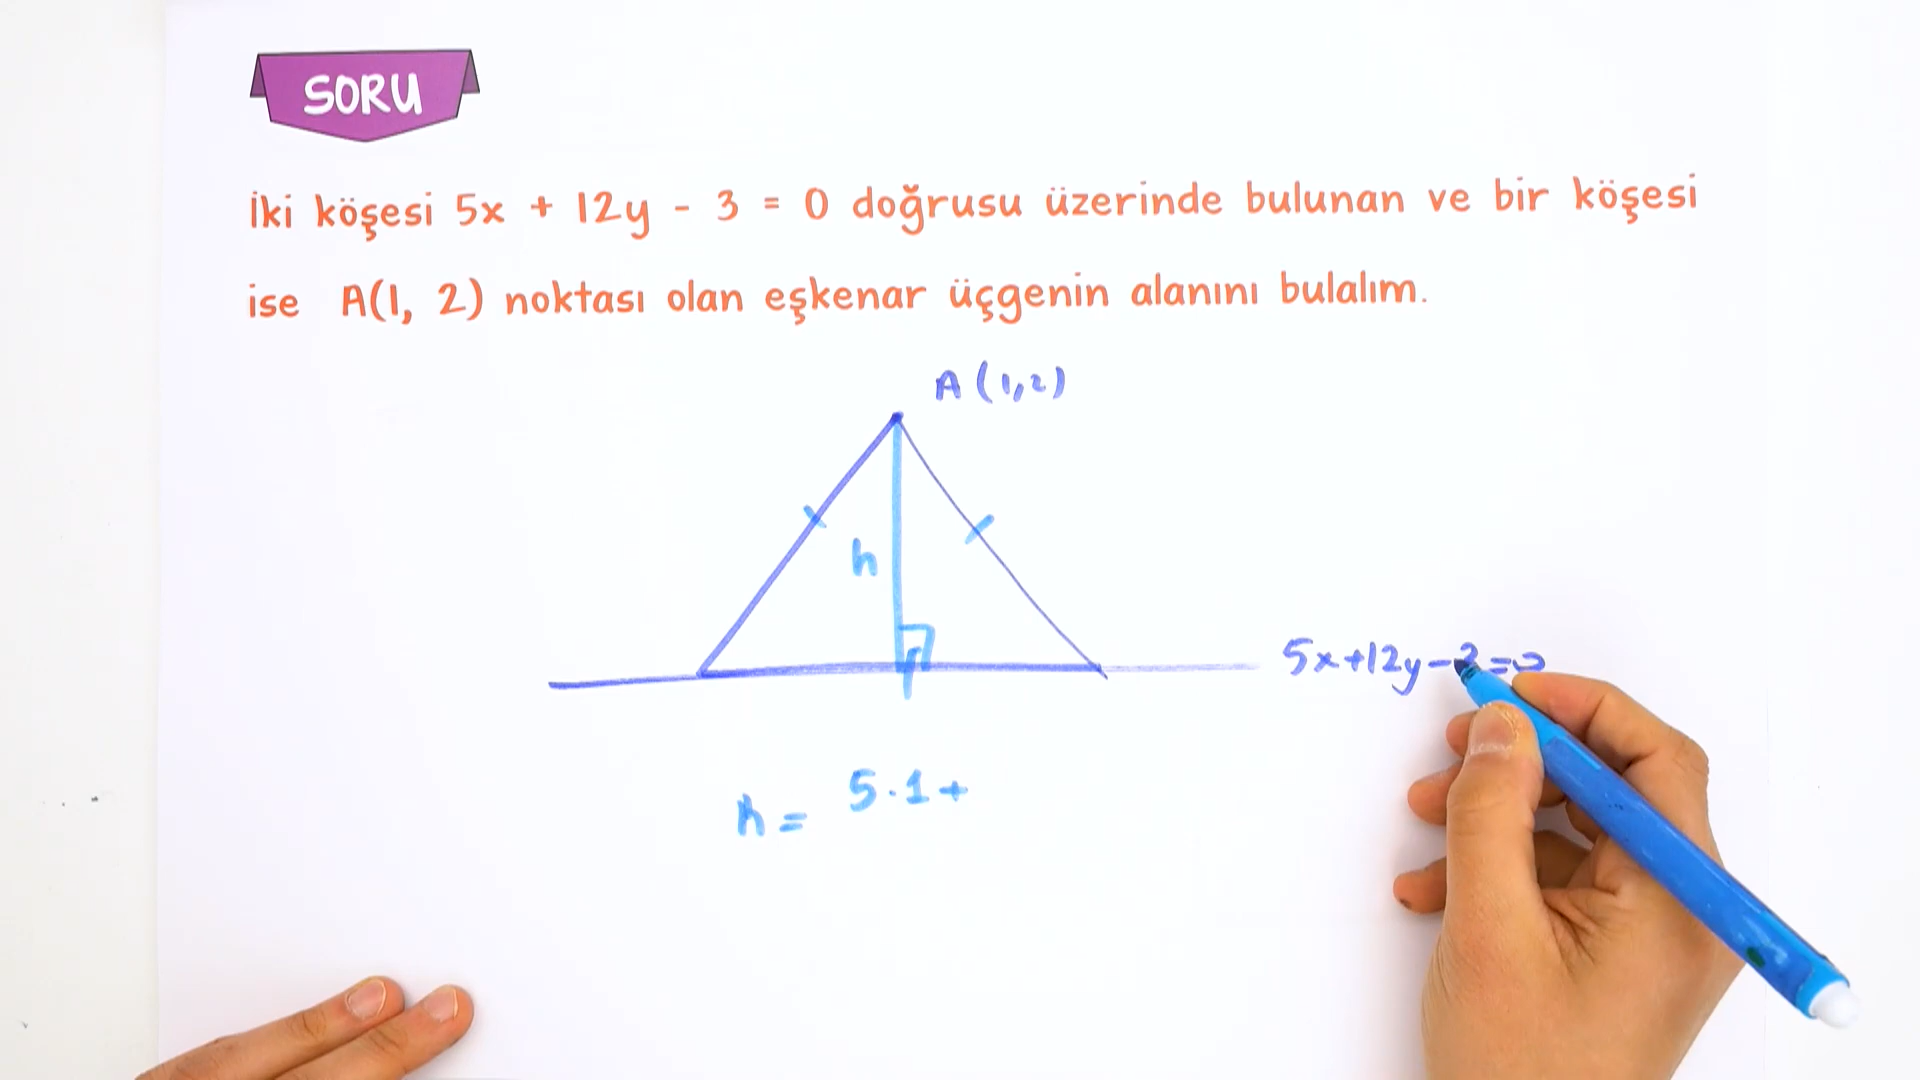 SORU
İki köşesi 5x + 12y - 3 = 0 doğrusu üzerinde bulunan ve bir köşesi
ise A(1, 2) noktası olan eşkenar üçgenin alanını bulalım.
A (1,2)
h
5x+12y-3=0
h = 5.1+